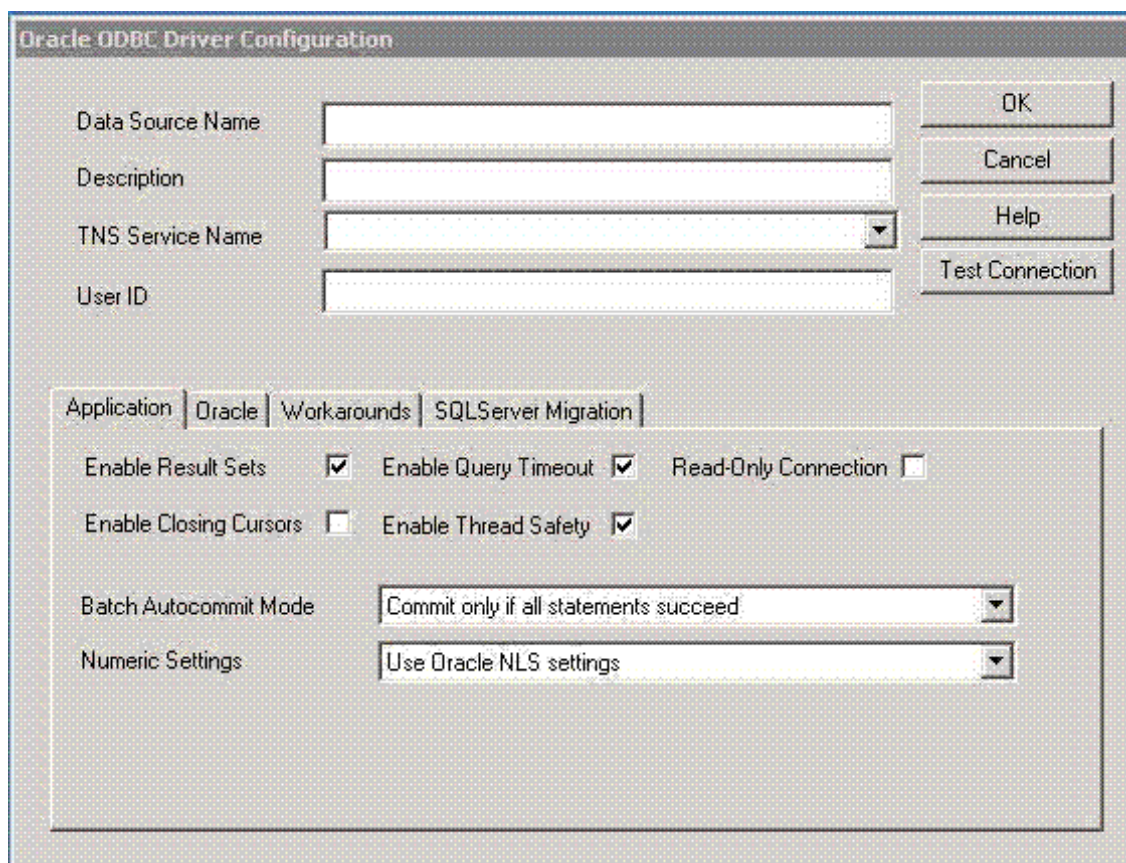 Oracle ODBC Driver Configuration
Data Source Name
OK
Description
Cancel
TNS Service Name
Help
User ID
Test Connection
Application Oracle Workarounds SQLServer Migration
Enable Result Sets Enable Query Timeout Read-Only Connection
Enable Closing Cursors Enable Thread Safety
Batch Autocommit Mode Commit only if all statements succeed
Numeric Settings Use Oracle NLS settings